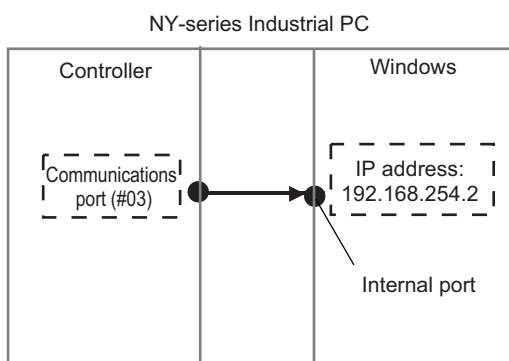 NY-series Industrial PC
Controller
Windows
Communications
port (#03)
IP address:
192.168.254.2
Internal port